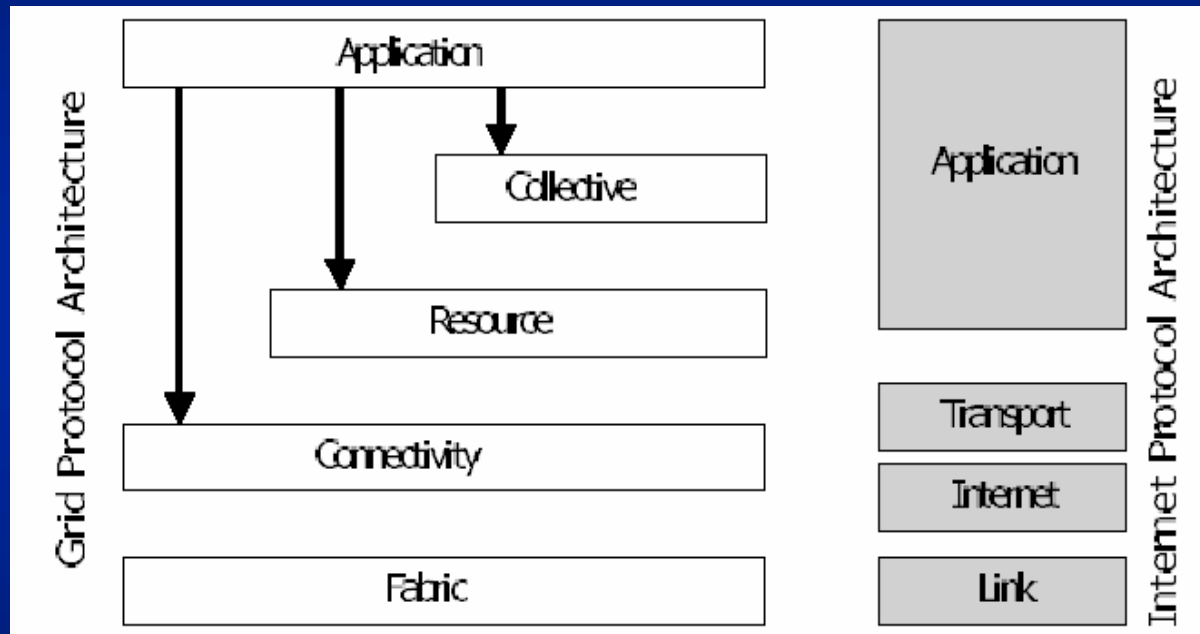 Grid Protocol Architecture
Application
Collective
Resource
Connectivity
Fabric
Application
Transport
Internet
Link
Internet Protocol Architecture